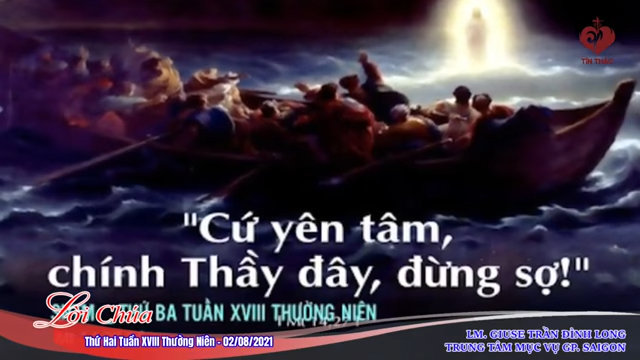 TÍN THÁC
"Cứ yên tâm,
chính Thầy đây, đừng sợ!"
BA TUẦN XVIII THƯỜNG NIÊN
Lời Chúa
Thứ Hai Tuần XVIII Thường Niên - 02/08/2021
LM. GIUSE TRẦN ĐÌNH LONG
TRUNG TÂM MỤC VỤ GP. SAIGON